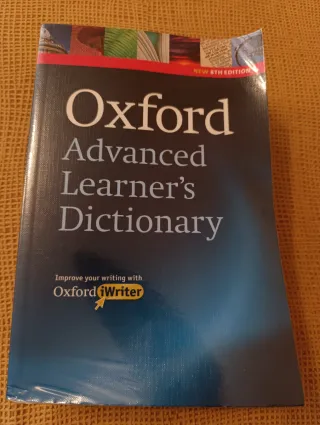 NEW 8TH EDITION
Oxford
Advanced
Learner's
Dictionary
Improve your writing with
Oxford iWriter